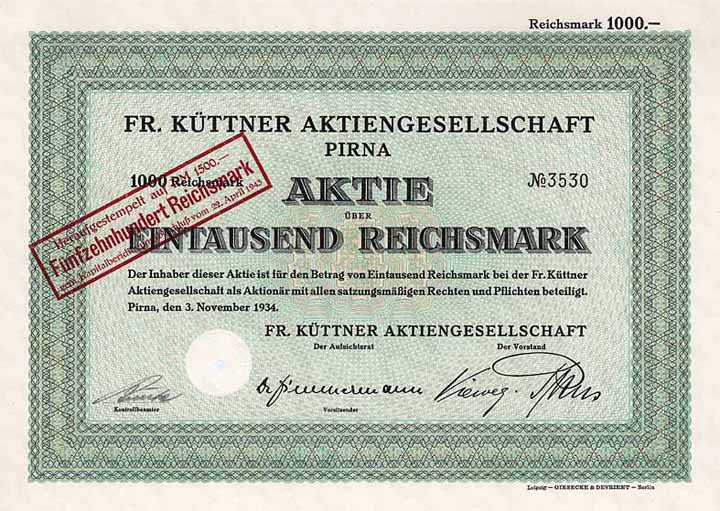 Reichsmark 1000.—
FR. KÜTTNER AKTIENGESELLSCHAFT
PIRNA
1000 Reichsmark
AKTIE
№3530
ÜBER
EINTAUSEND REICHSMARK
Heraufgestempelt auf RM 1500.—
Fünfzehnhundert Reichsmark
vom 22. April 1943
Der Inhaber dieser Aktie ist für den Betrag von Eintausend Reichsmark bei der Fr. Küttner
Aktiengesellschaft als Aktionär mit allen satzungsmäßigen Rechten und Pflichten beteiligt.
Pirna, den 3. November 1934.
FR. KÜTTNER AKTIENGESELLSCHAFT
Der Aufsichtsrat
Der Vorstand
Dr Zimmermann
Vieweg.
Kontrollbeamter
Vorsitzender
Leipzig — GIESECKE & DEVRIENT — Berlin